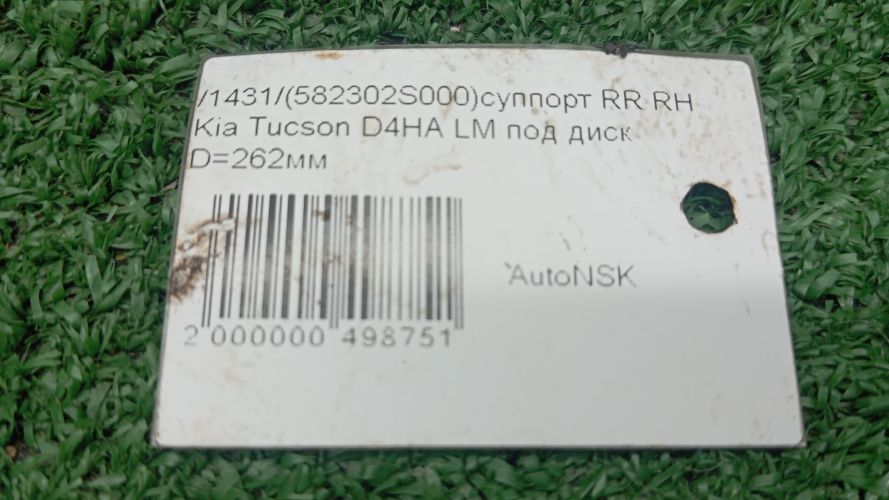 /1431/(582302S000)суппорт RR RH
Kia Tucson D4HA LM под диск
D=262мм
AutoNSK
2 000000 498751